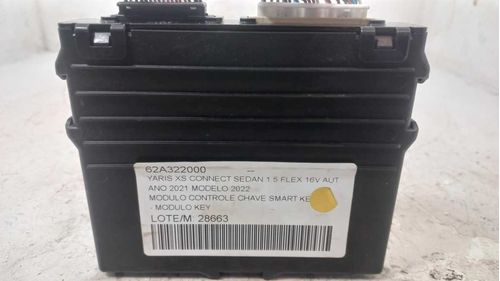 62A322000 --
YARIS XS CONNECT SEDAN 1 5 FLEX 16V AUT
ANO 2021 MODELO 2022
MODULO CONTROLE CHAVE SMART KE
- MODULO KEY
LOTE/M: 28663